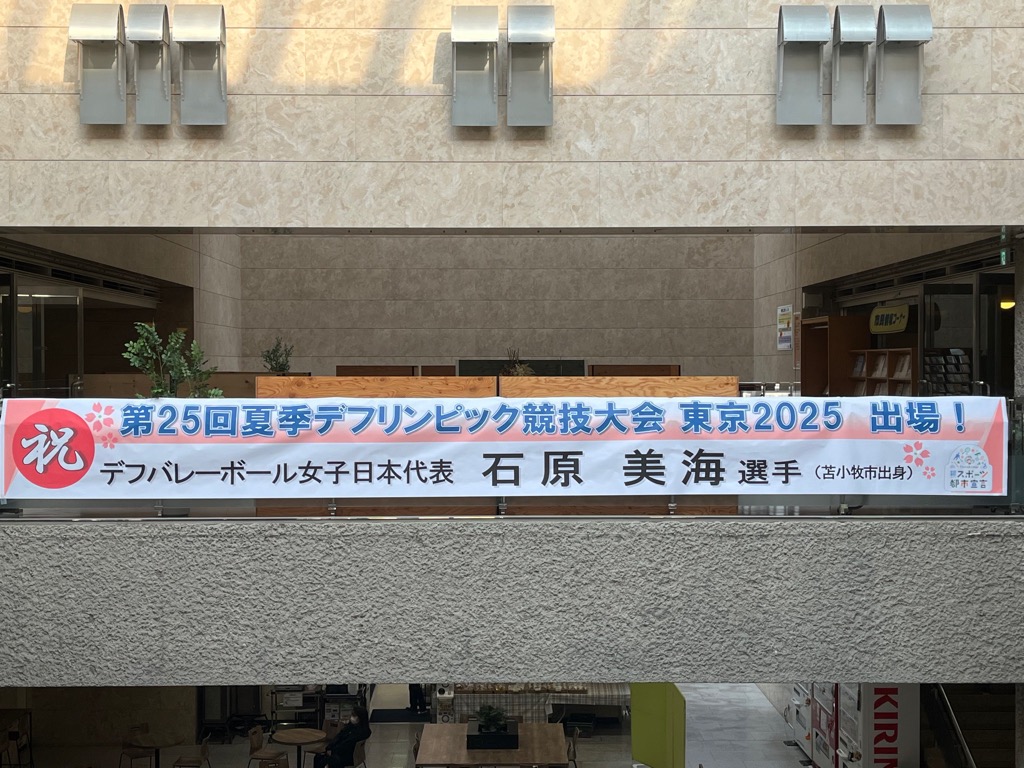 祝
第25回夏季デフリンピック競技大会 東京2025 出場！
デフバレーボール女子日本代表 石原 美海 選手（苫小牧市出身）
スポーツ
都市宣言
KIRIN